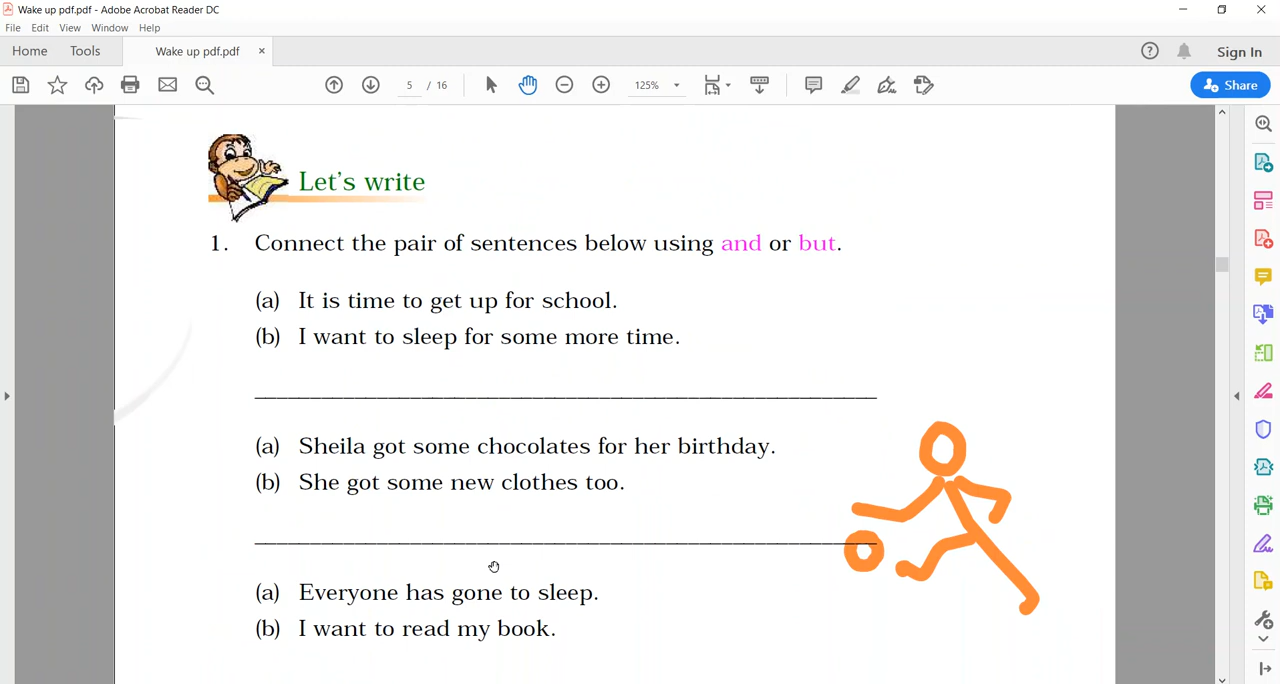 Wake up pdf.pdf - Adobe Acrobat Reader DC
File Edit View Window Help
Home Tools Wake up pdf.pdf × Sign In
5 / 16 125% Share
Let's write
1. Connect the pair of sentences below using and or but.
(a) It is time to get up for school.
(b) I want to sleep for some more time.
(a) Sheila got some chocolates for her birthday.
(b) She got some new clothes too.
(a) Everyone has gone to sleep.
(b) I want to read my book.